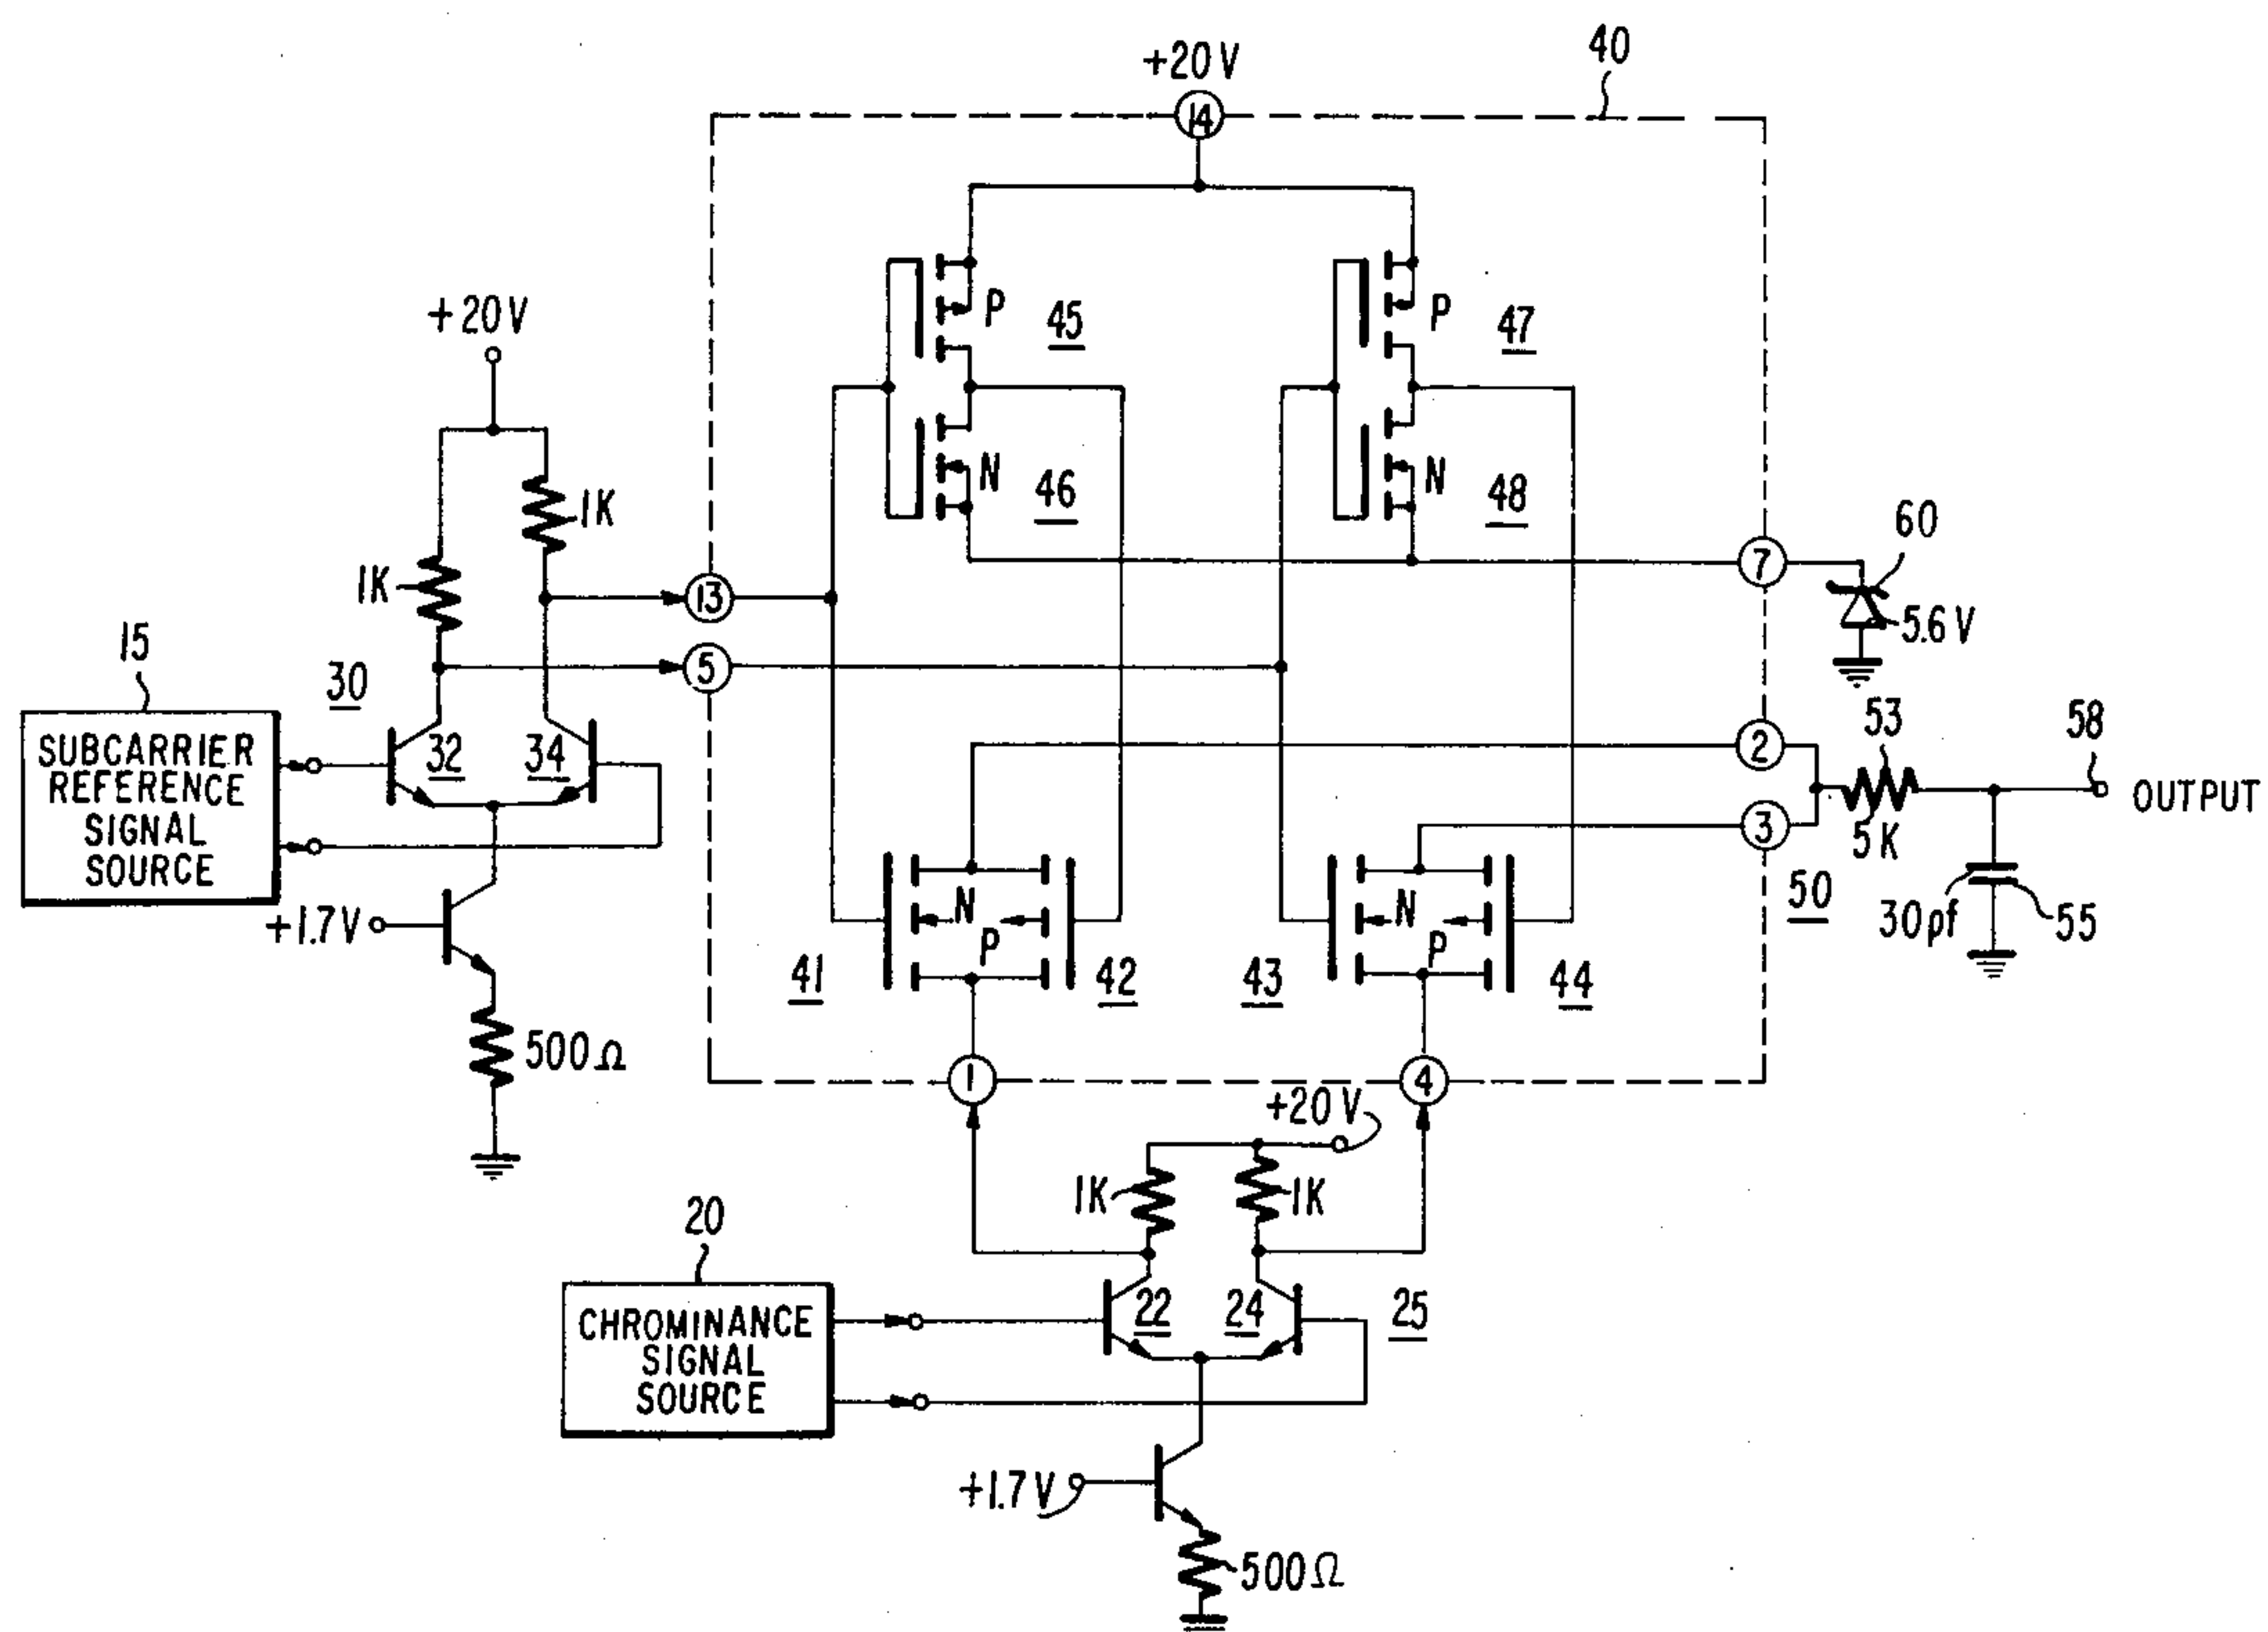 +20V
40
14
P
45
P
47
+20V
N
46
N
48
60
1K
7
1K
13
5.6V
15
5
30
53
58
SUBCARRIER
REFERENCE
SIGNAL
SOURCE
32
34
2
OUTPUT
3
5K
50
+1.7V
N
P
N
P
30pf
55
41
42
43
44
500Ω
1
4
+20V
1K
1K
20
CHROMINANCE
SIGNAL
SOURCE
22
24
25
+1.7V
500Ω